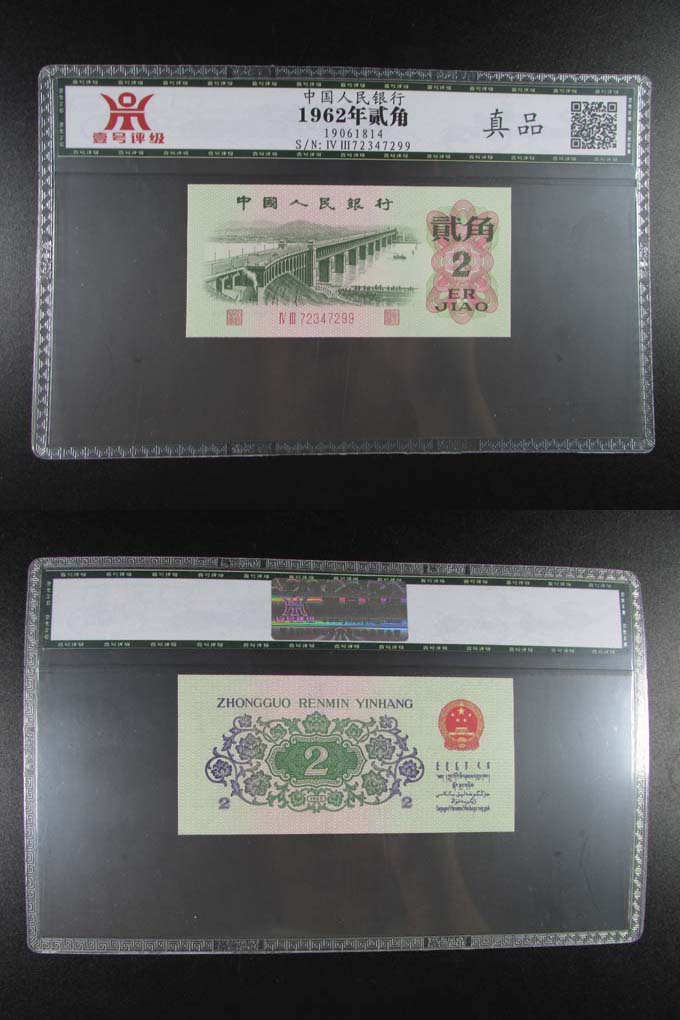 中国人民银行
1962年贰角
19061814
S/N: IV III72347299
壹号评级
真品
中國人民銀行
貳角
2
ER
JIAO
IV III 72347299
ZHONGGUO RENMIN YINHANG
2
2
2
1962